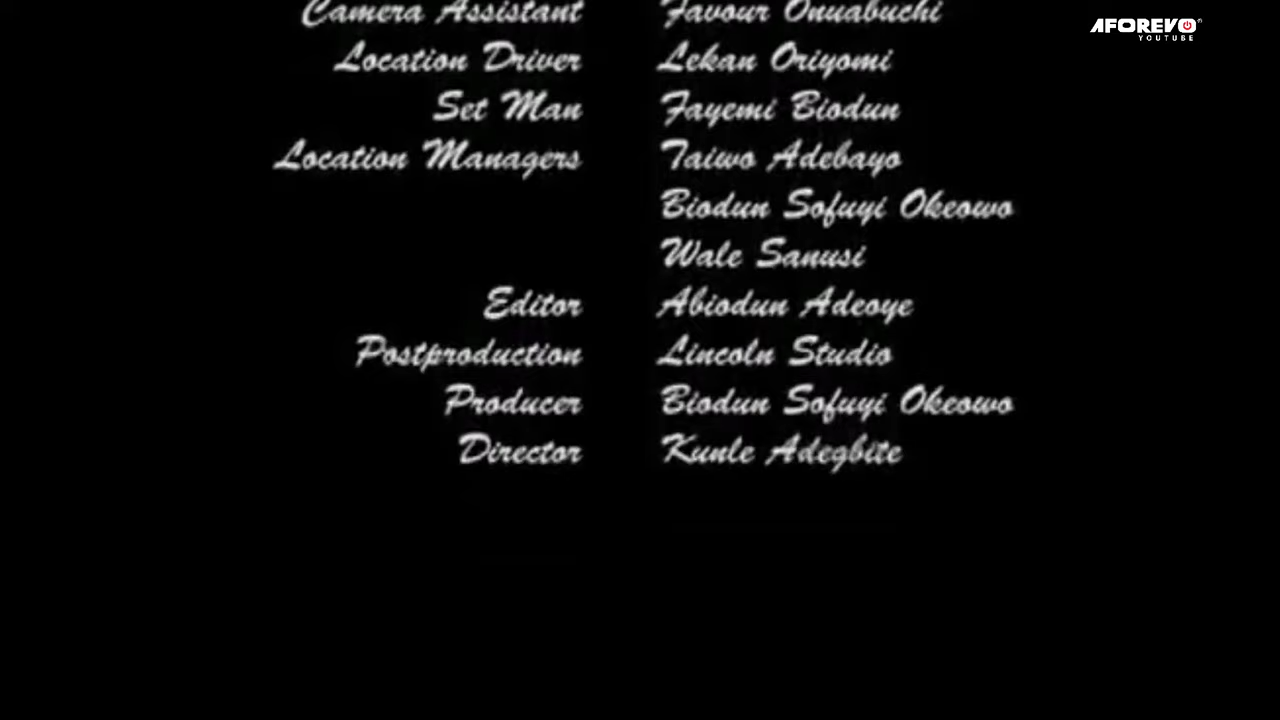 Camera Assistant Favour Onuabuchi
AFOREVO
YOUTUBE
Location Driver Lekan Oriyomi
Set Man Fayemi Biodun
Location Managers Taiwo Adebayo
Biodun Sofuyi Okeowo
Wale Sanusi
Editor Abiodun Adeoye
Postproduction Lincoln Studio
Producer Biodun Sofuyi Okeowo
Director Kunle Adegbite